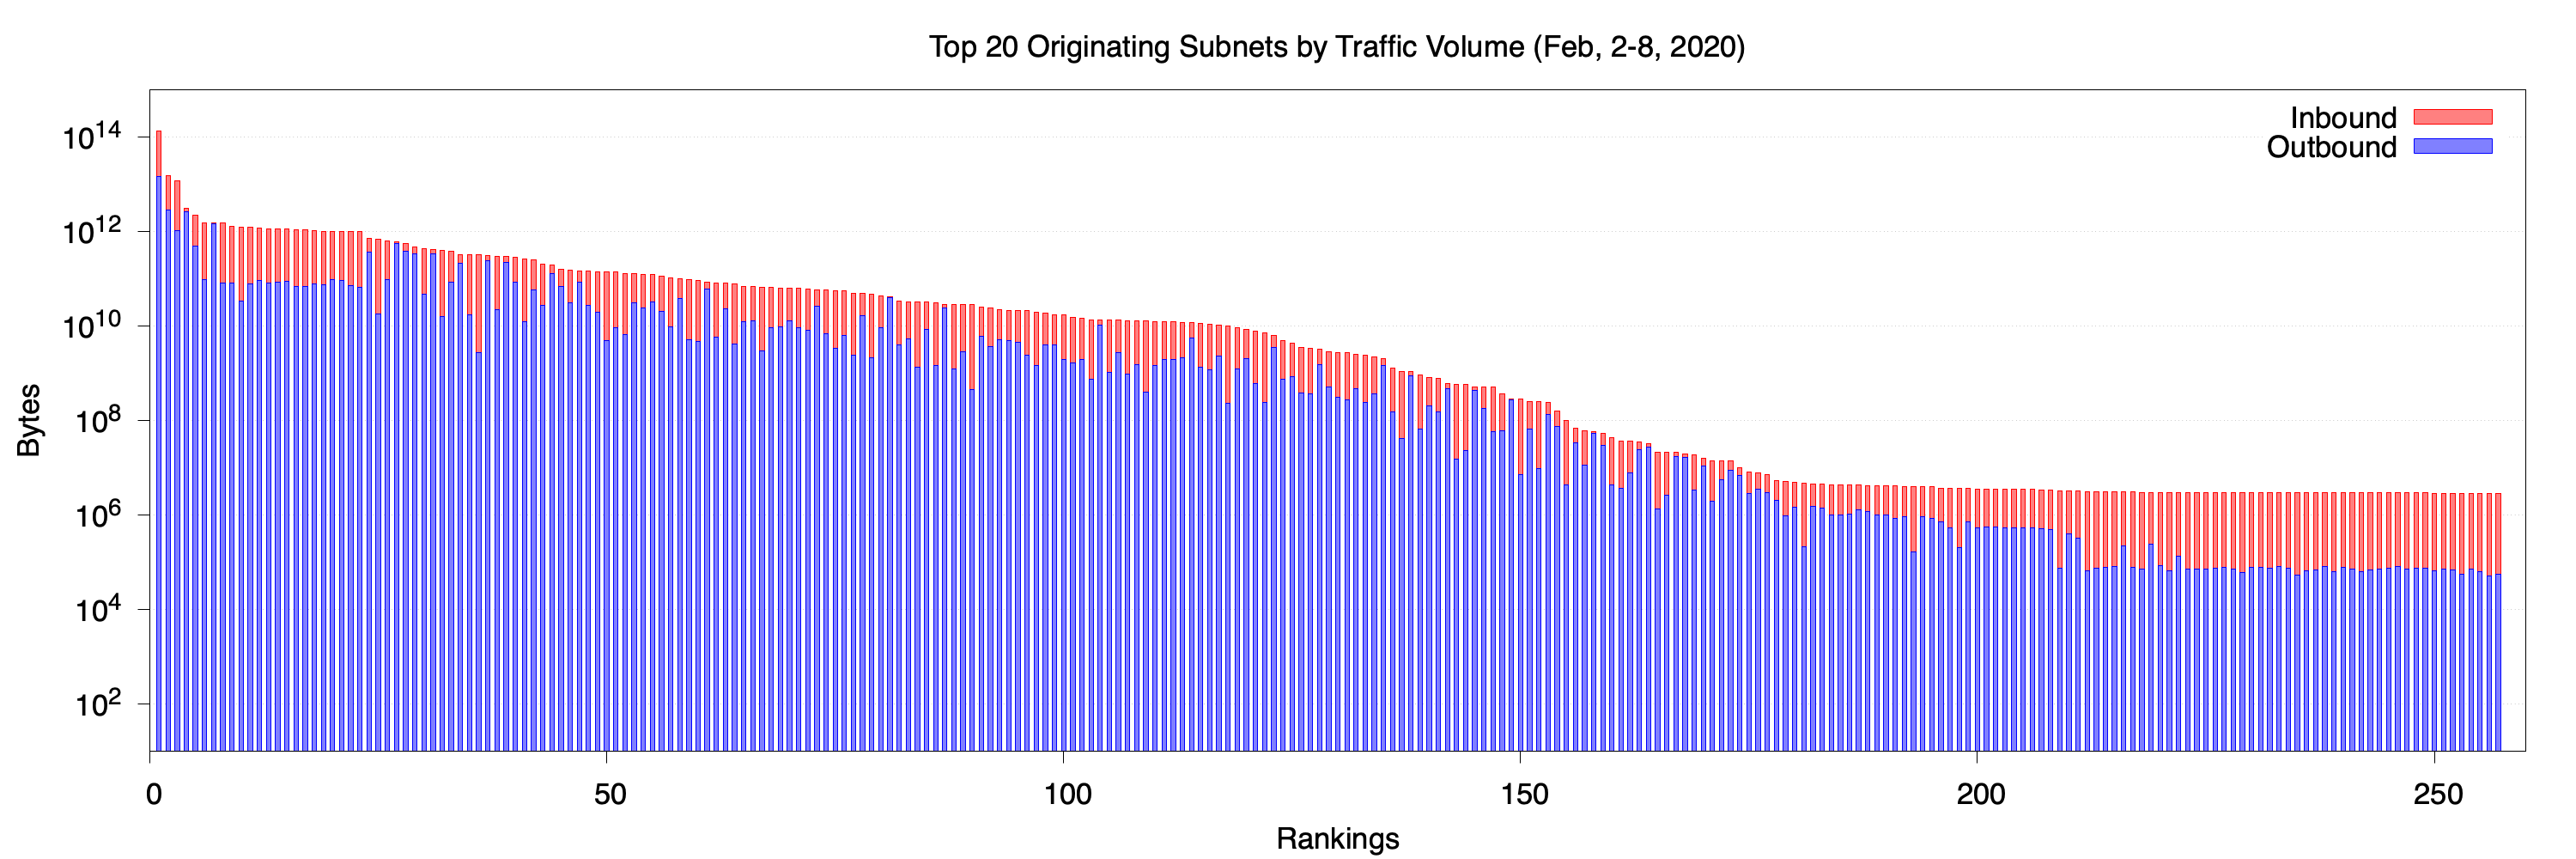 Top 20 Originating Subnets by Traffic Volume (Feb, 2-8, 2020)
Inbound
Outbound
10^14
10^12
10^10
10^8
10^6
10^4
10^2
Bytes
0 50 100 150 200 250
Rankings